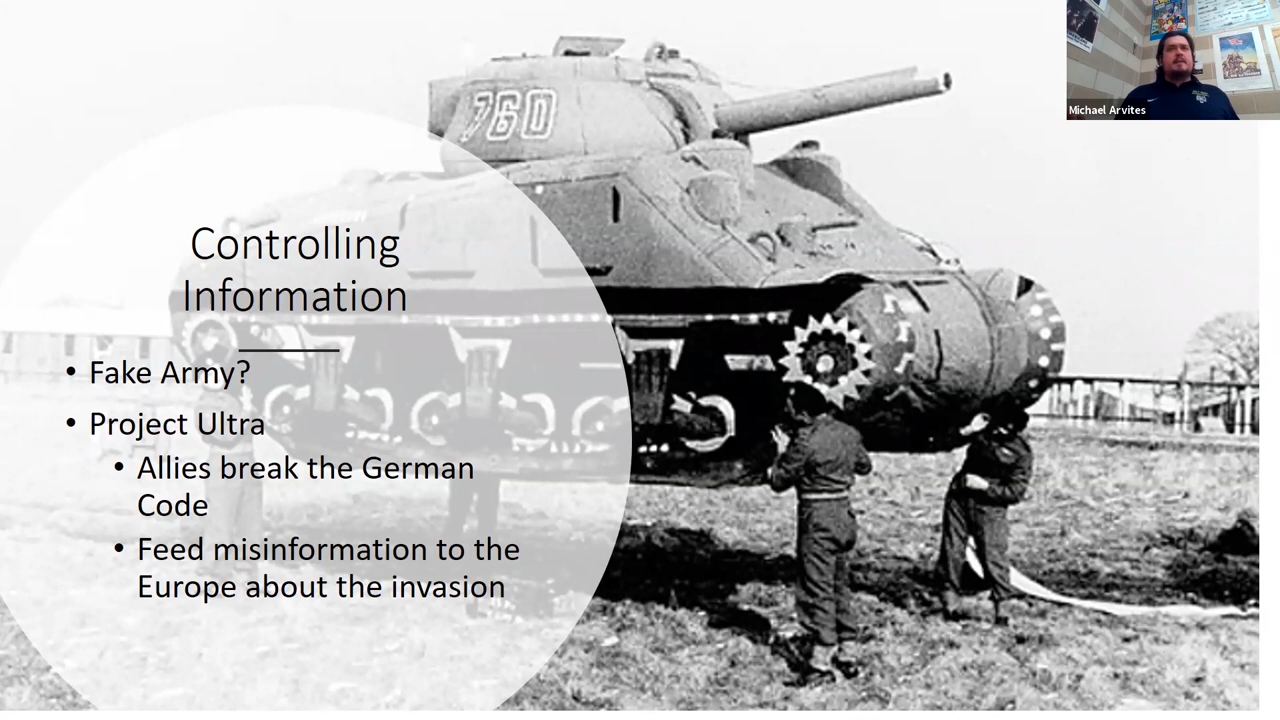 760
Michael Arvites
Controlling
Information
• Fake Army?
• Project Ultra
• Allies break the German
Code
• Feed misinformation to the
Europe about the invasion